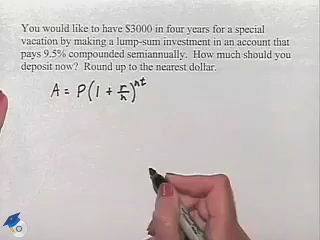 You would like to have $3000 in four years for a special
vacation by making a lump-sum investment in an account that
pays 9.5% compounded semiannually. How much should you
deposit now? Round up to the nearest dollar.
A = P(1 + r/n)^nt